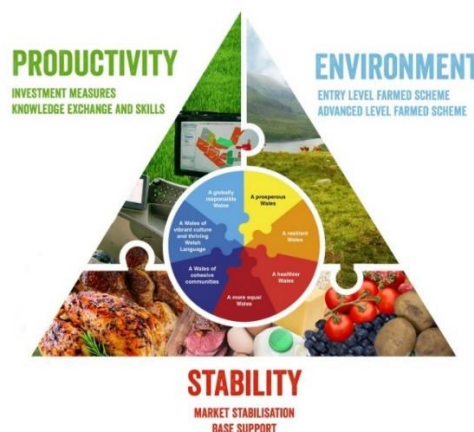 PRODUCTIVITY
INVESTMENT MEASURES
KNOWLEDGE EXCHANGE AND SKILLS
ENVIRONMENT
ENTRY LEVEL FARMED SCHEME
ADVANCED LEVEL FARMED SCHEME
A globally
responsible
Wales
A prosperous
Wales
A Wales of
vibrant culture
and thriving
Welsh
Language
A resilient
Wales
A Wales of
cohesive
communities
A healthier
Wales
A more equal
Wales
STABILITY
MARKET STABILISATION
BASE SUPPORT